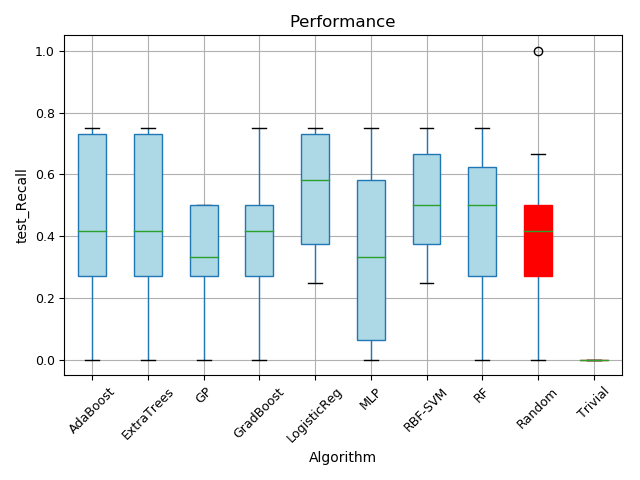 Performance
test_Recall
1.0
0.8
0.6
0.4
0.2
0.0
AdaBoost
ExtraTrees
GP
GradBoost
LogisticReg
MLP
RBF-SVM
RF
Random
Trivial
Algorithm